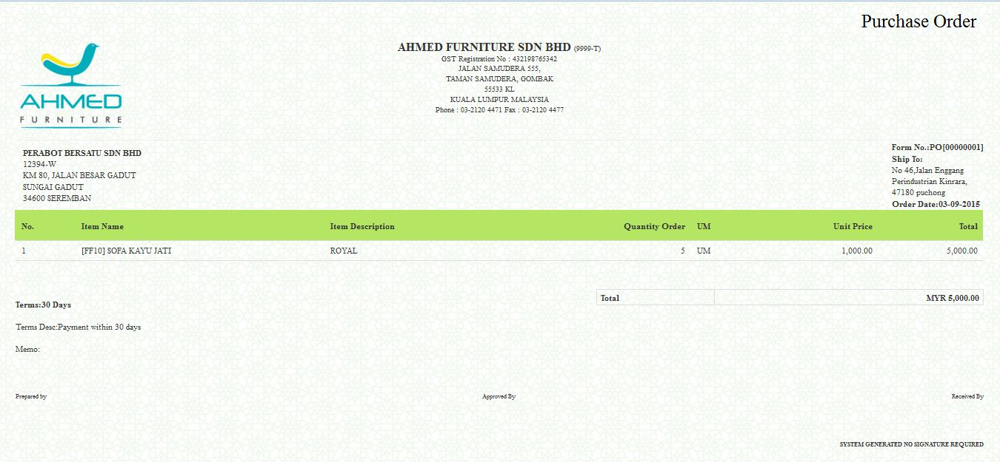 Purchase Order
AHMED
FURNITURE
AHMED FURNITURE SDN BHD (9999-T)
GST Registration No : 432198765342
JALAN SAMUDERA 555,
TAMAN SAMUDERA, GOMBAK
55533 KL
KUALA LUMPUR MALAYSIA
Phone : 03-2120 4471 Fax : 03-2120 4477
PERABOT BERSATU SDN BHD
12394-W
KM 80, JALAN BESAR GADUT
SUNGAI GADUT
34600 SEREMBAN
Form No.:PO[00000001]
Ship To:
No 46,Jalan Enggang
Perindustrian Kinrara,
47180 puchong
Order Date:03-09-2015
No. Item Name Item Description Quantity Order UM Unit Price Total
1 [FF10] SOFA KAYU JATI ROYAL 5 UM 1,000.00 5,000.00
Total MYR 5,000.00
Terms:30 Days
Terms Desc:Payment within 30 days
Memo:
Prepared by Approved By Received By
SYSTEM GENERATED NO SIGNATURE REQUIRED